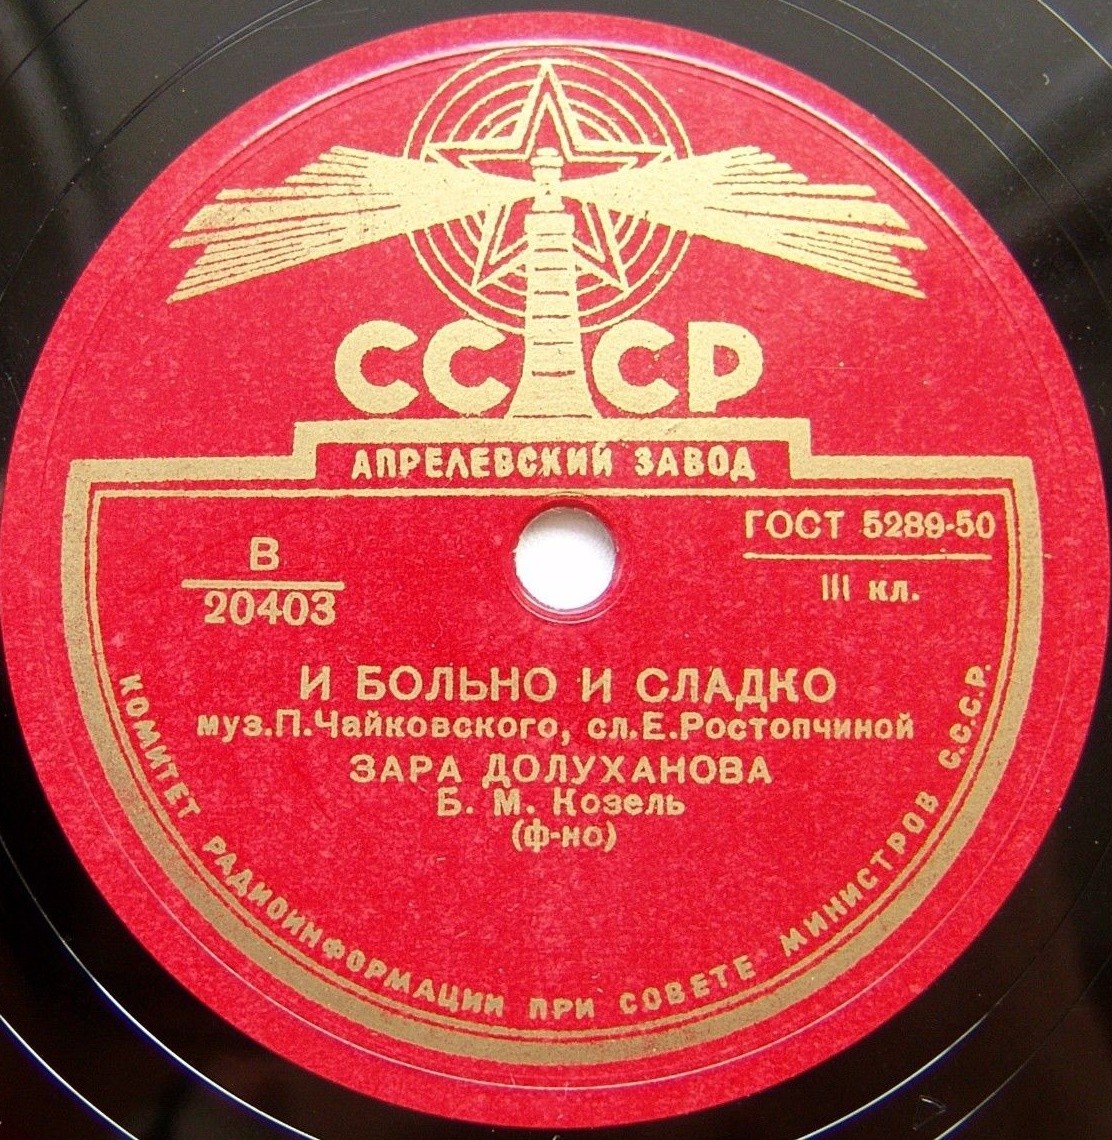 СССР
АПРЕЛЕВСКИЙ ЗАВОД
ГОСТ 5289-50
III кл.
В
20403
И БОЛЬНО И СЛАДКО
муз.П.Чайковского, сл.Е.Ростопчиной
ЗАРА ДОЛУХАНОВА
Б. М. Козель
(ф-но)
КОМИТЕТ РАДИОИНФОРМАЦИИ ПРИ СОВЕТЕ МИНИСТРОВ С.С.С.Р.